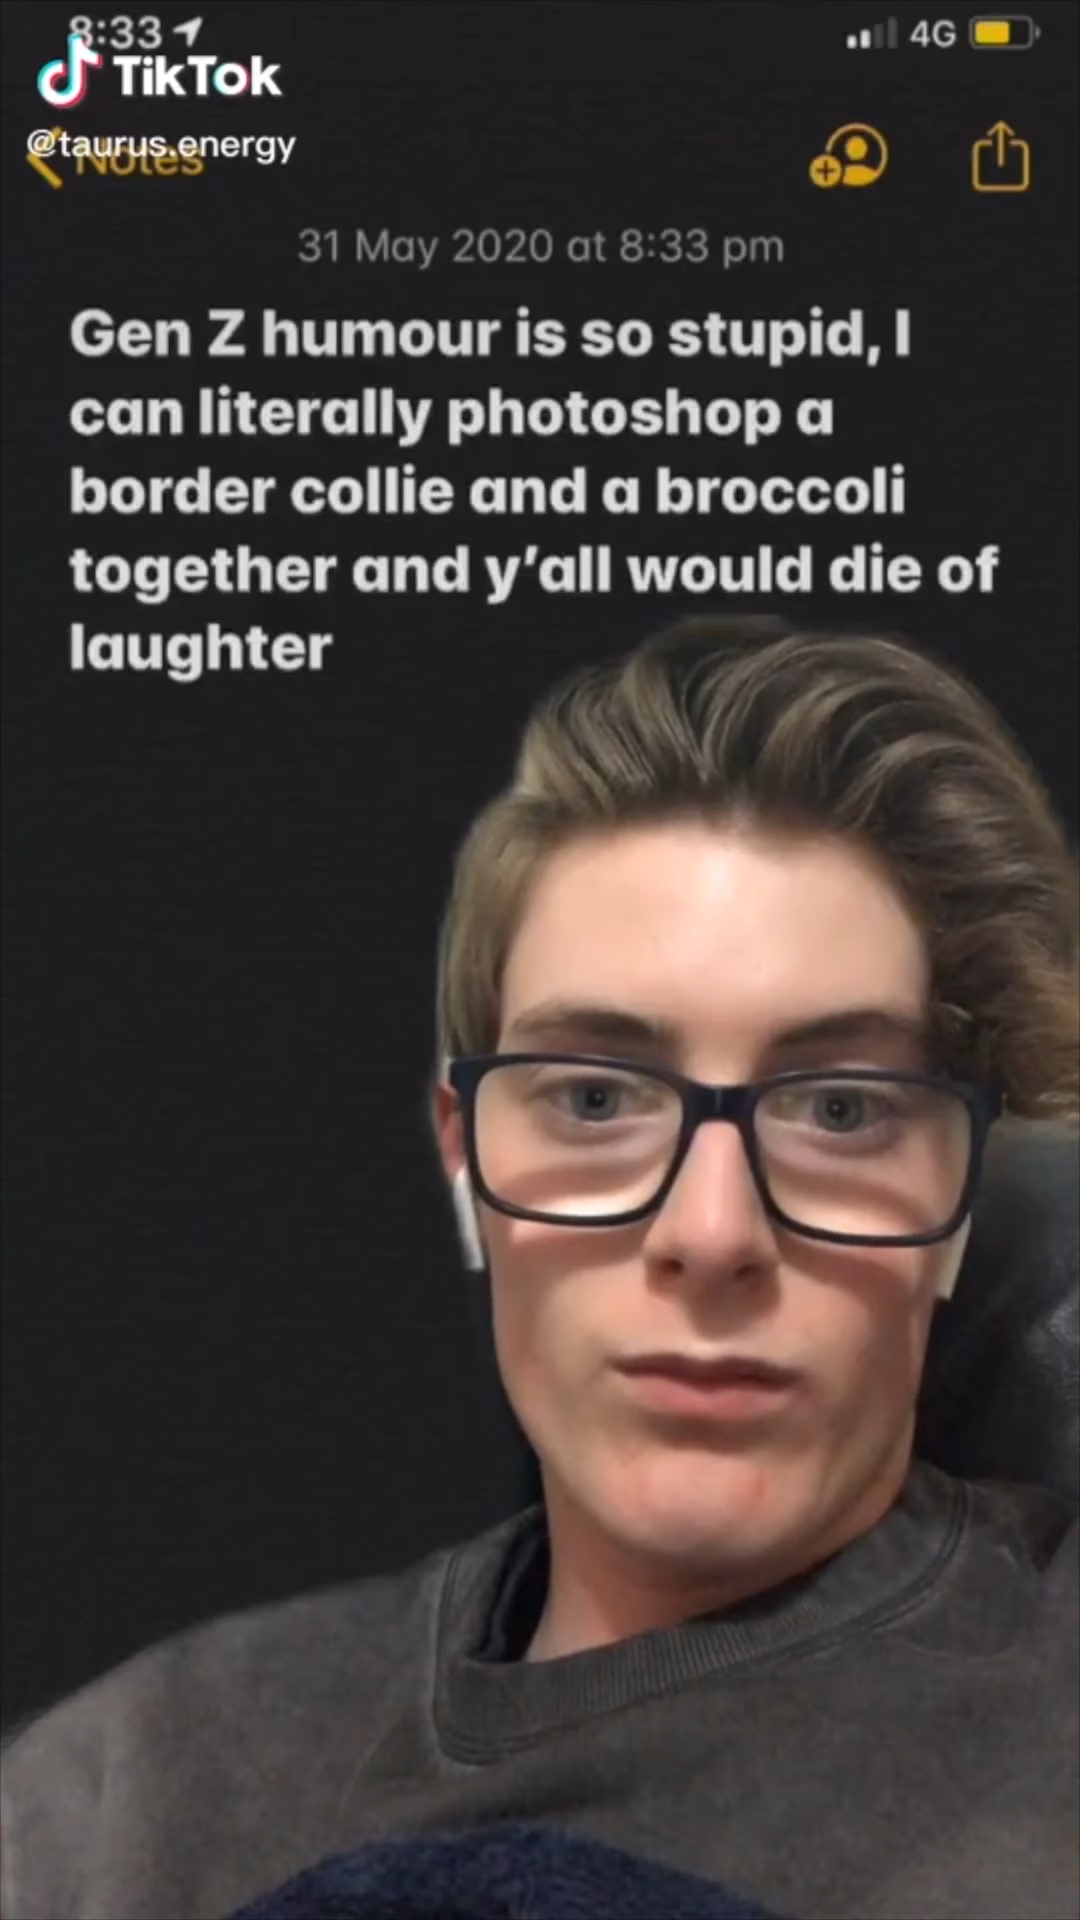 8:33
4G
TikTok
@taurus.energy
Notes
31 May 2020 at 8:33 pm
Gen Z humour is so stupid, I
can literally photoshop a
border collie and a broccoli
together and y’all would die of
laughter